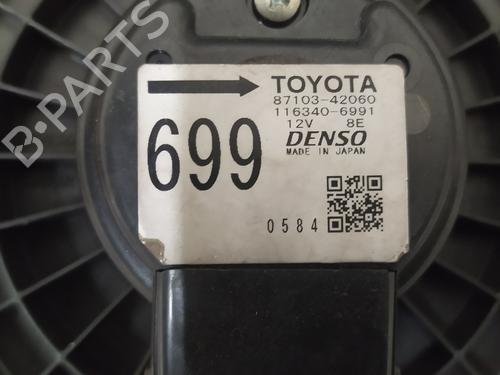 B-PARTS
TOYOTA
87103-42060
116340-6991
12V 8E
DENSO
MADE IN JAPAN
699
0584